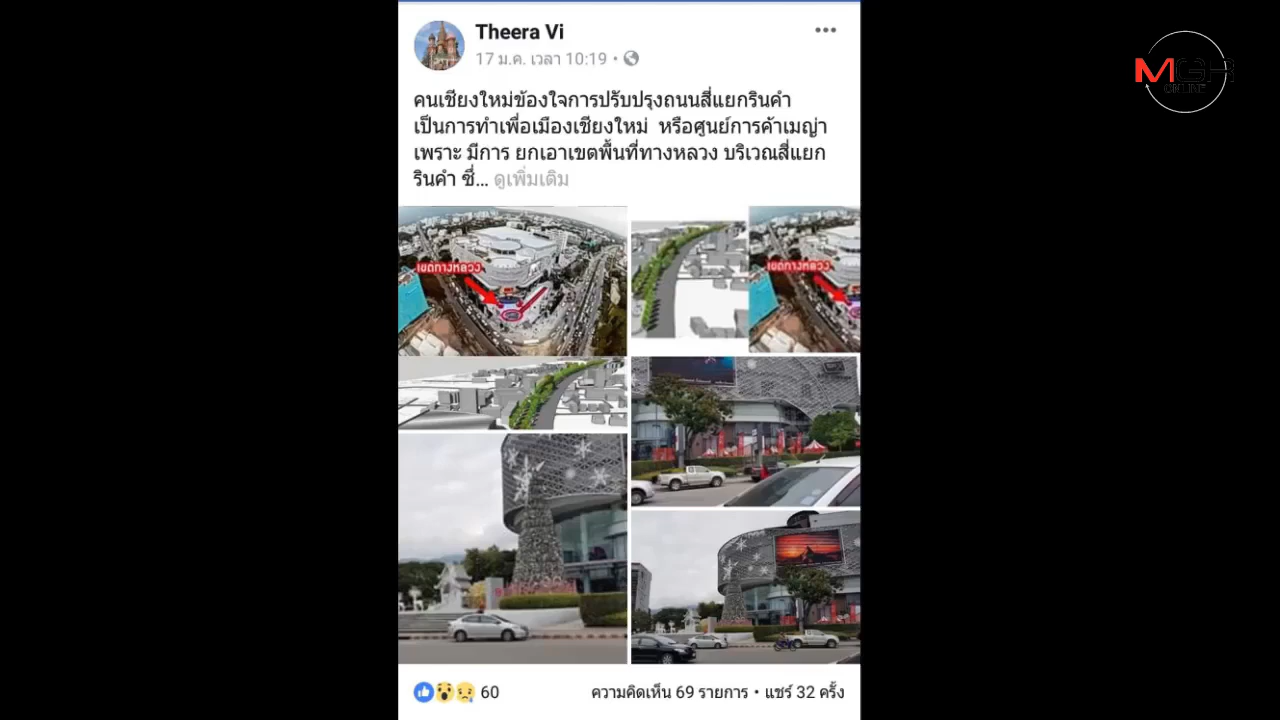 Theera Vi
17 ม.ค. เวลา 10:19
MGR
ONLINE
คนเชียงใหม่ข้องใจการปรับปรุงถนนสี่แยกรินคำ
เป็นการทำเพื่อเมืองเชียงใหม่ หรือศูนย์การค้าเมญ่า
เพราะ มีการ ยกเอาเขตพื้นที่ทางหลวง บริเวณสี่แยก
รินคำ ซึ่... ดูเพิ่มเติม
เขตทางหลวง
เขตทางหลวง
60
ความคิดเห็น 69 รายการ • แชร์ 32 ครั้ง